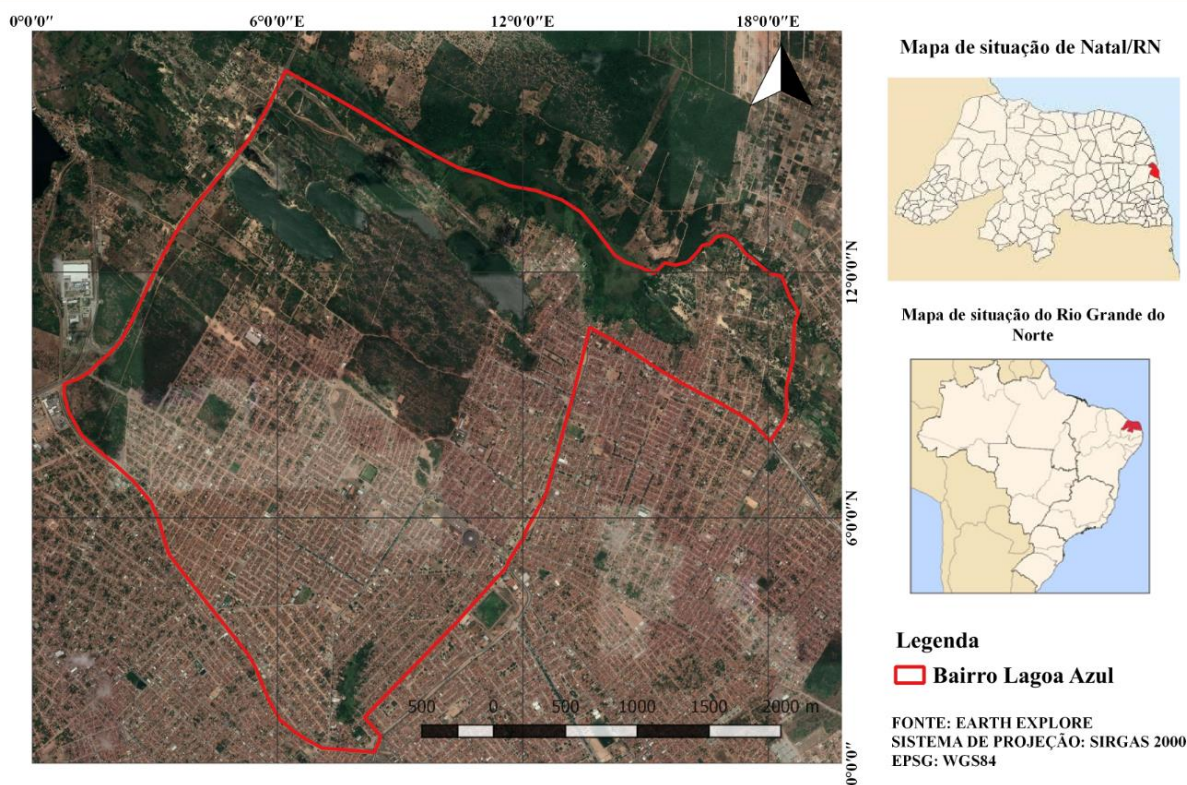 0°0'0"E
6°0'0"E
12°0'0"E
18°0'0"E
12°0'0"N
6°0'0"N
0°0'0"
500 0 500 1000 1500 2000 m
Mapa de situação de Natal/RN
Mapa de situação do Rio Grande do
Norte
Legenda
Bairro Lagoa Azul
FONTE: EARTH EXPLORE
SISTEMA DE PROJEÇÃO: SIRGAS 2000
EPSG: WGS84